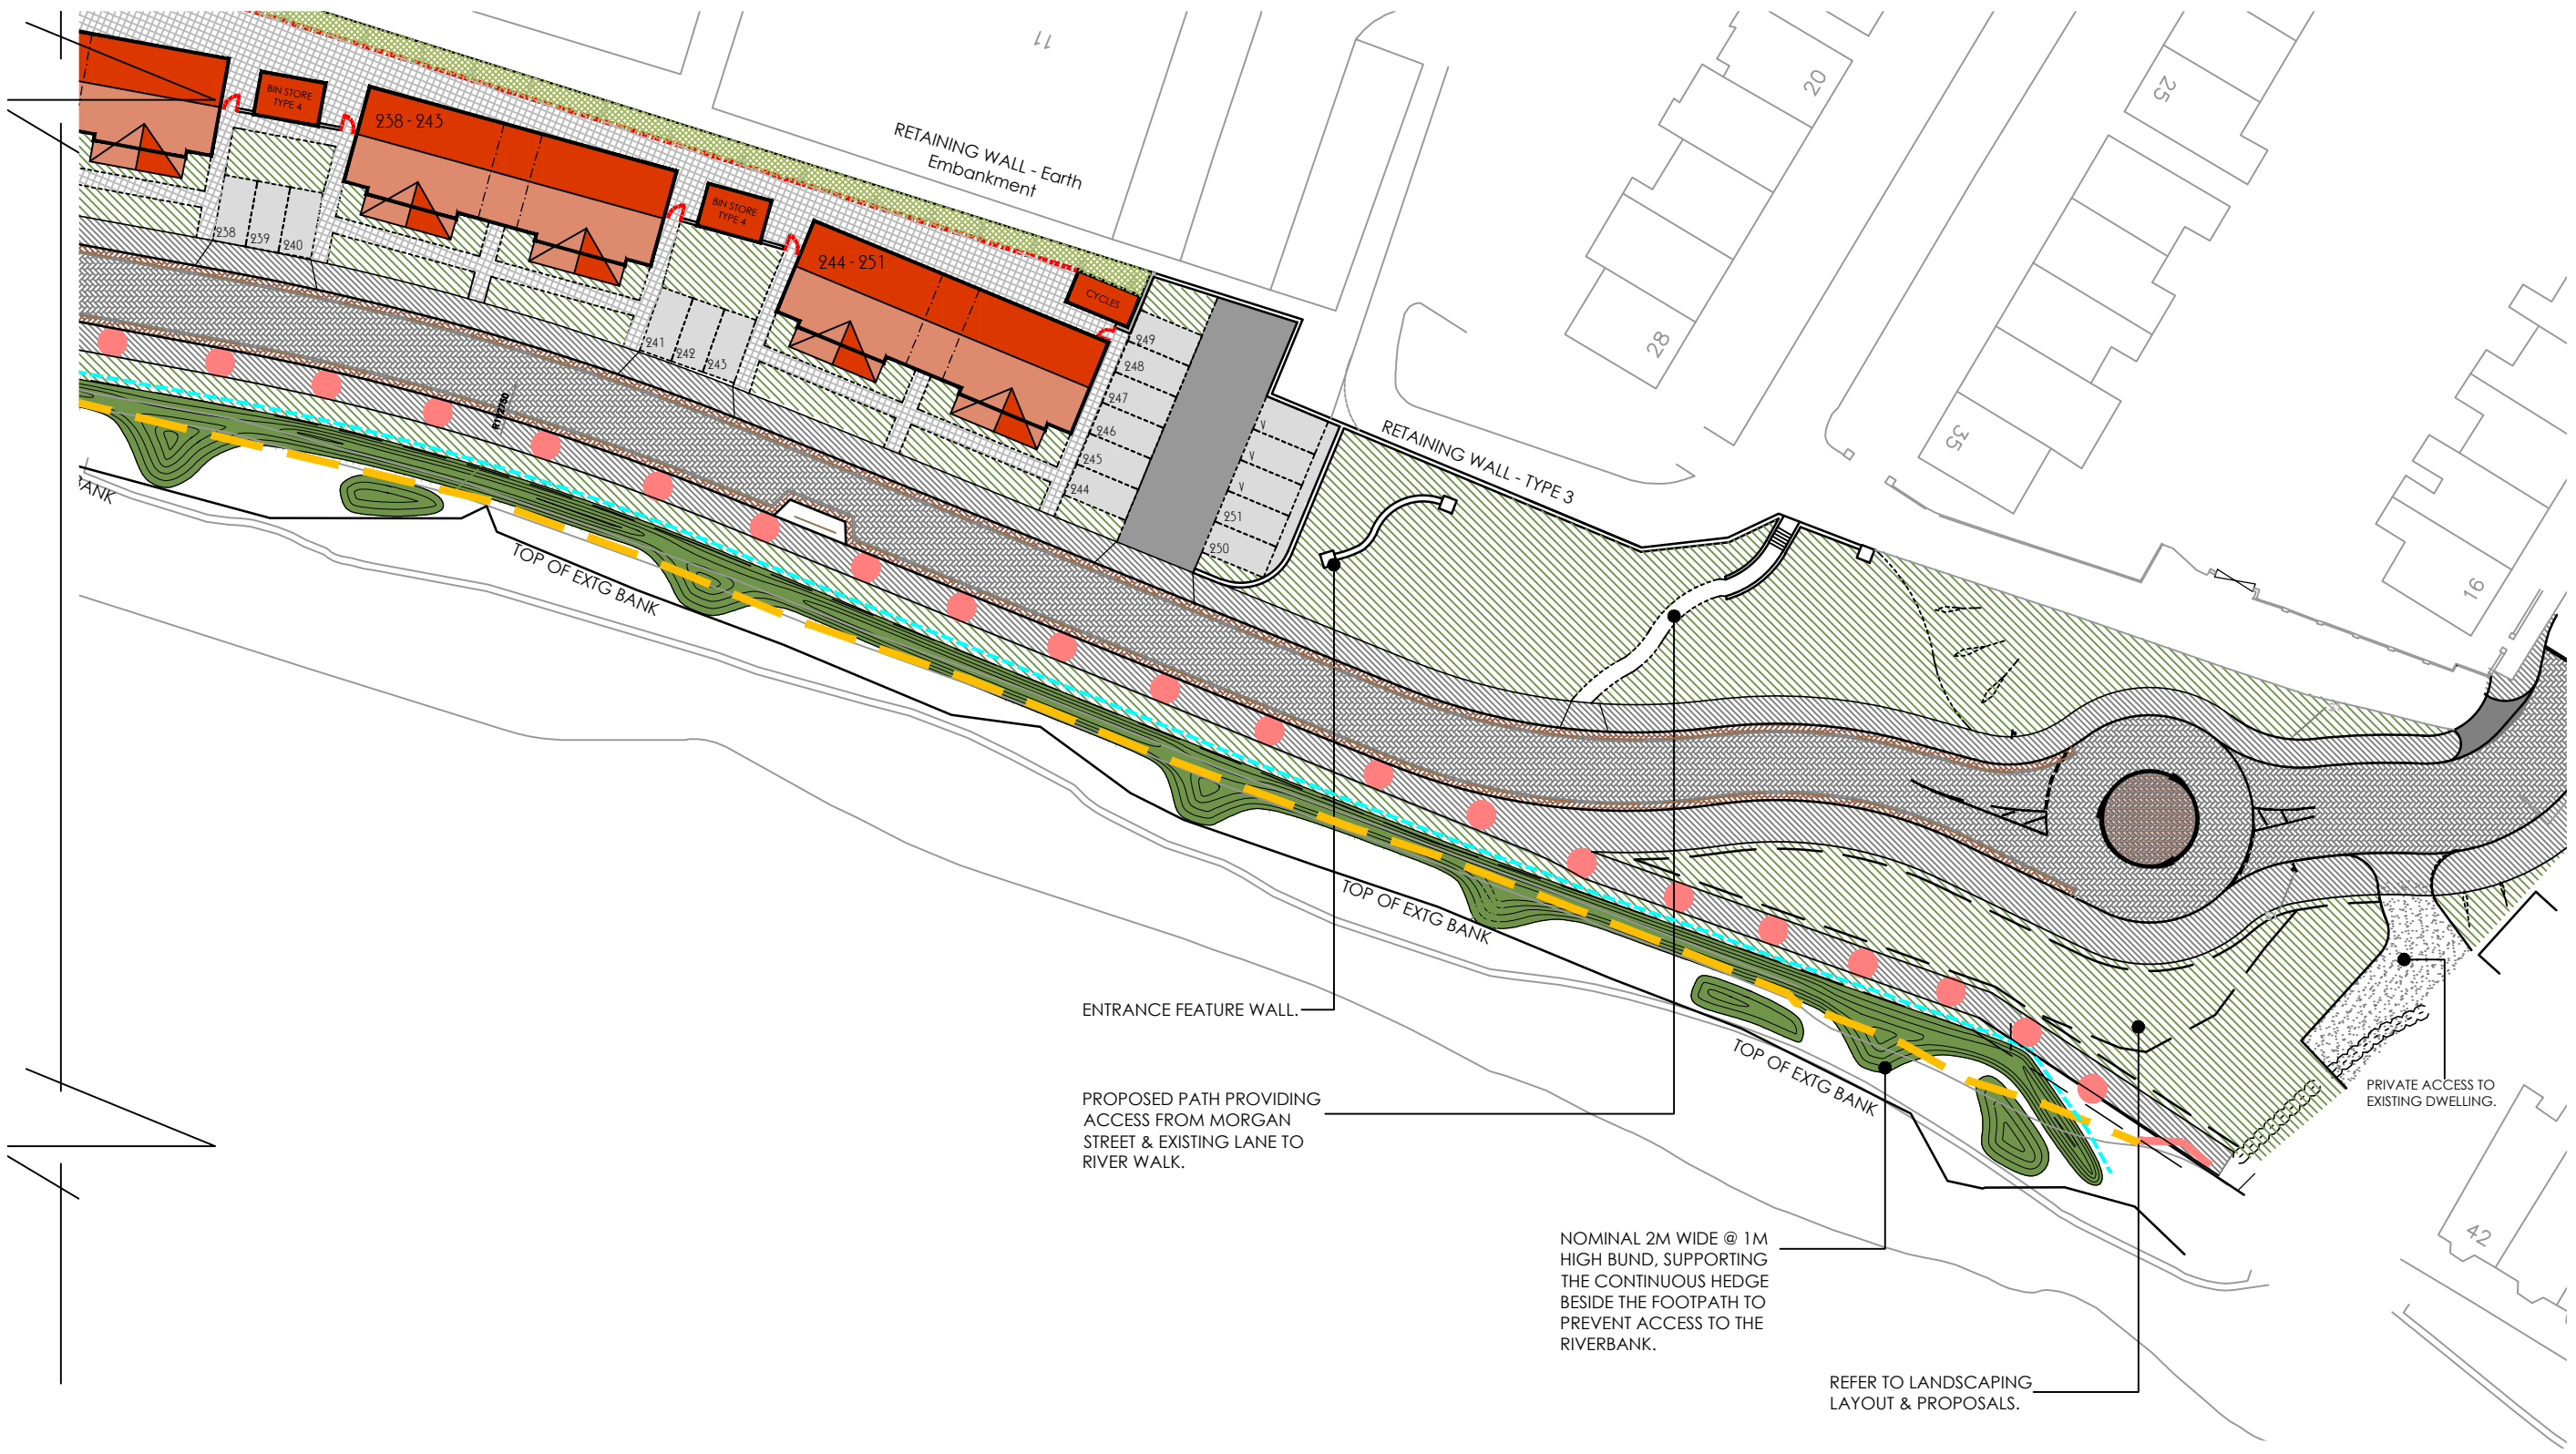 11
20
25
BIN STORE
TYPE 4
238 - 243
RETAINING WALL - Earth
Embankment
BIN STORE
TYPE 4
238
239
240
244 - 251
CYCLES
241
242
243
249
248
247
246
245
244
V
V
V
251
250
28
35
16
RETAINING WALL - TYPE 3
BANK
TOP OF EXTG BANK
TOP OF EXTG BANK
TOP OF EXTG BANK
ENTRANCE FEATURE WALL.
PROPOSED PATH PROVIDING
ACCESS FROM MORGAN
STREET & EXISTING LANE TO
RIVER WALK.
PRIVATE ACCESS TO
EXISTING DWELLING.
NOMINAL 2M WIDE @ 1M
HIGH BUND, SUPPORTING
THE CONTINUOUS HEDGE
BESIDE THE FOOTPATH TO
PREVENT ACCESS TO THE
RIVERBANK.
42
REFER TO LANDSCAPING
LAYOUT & PROPOSALS.